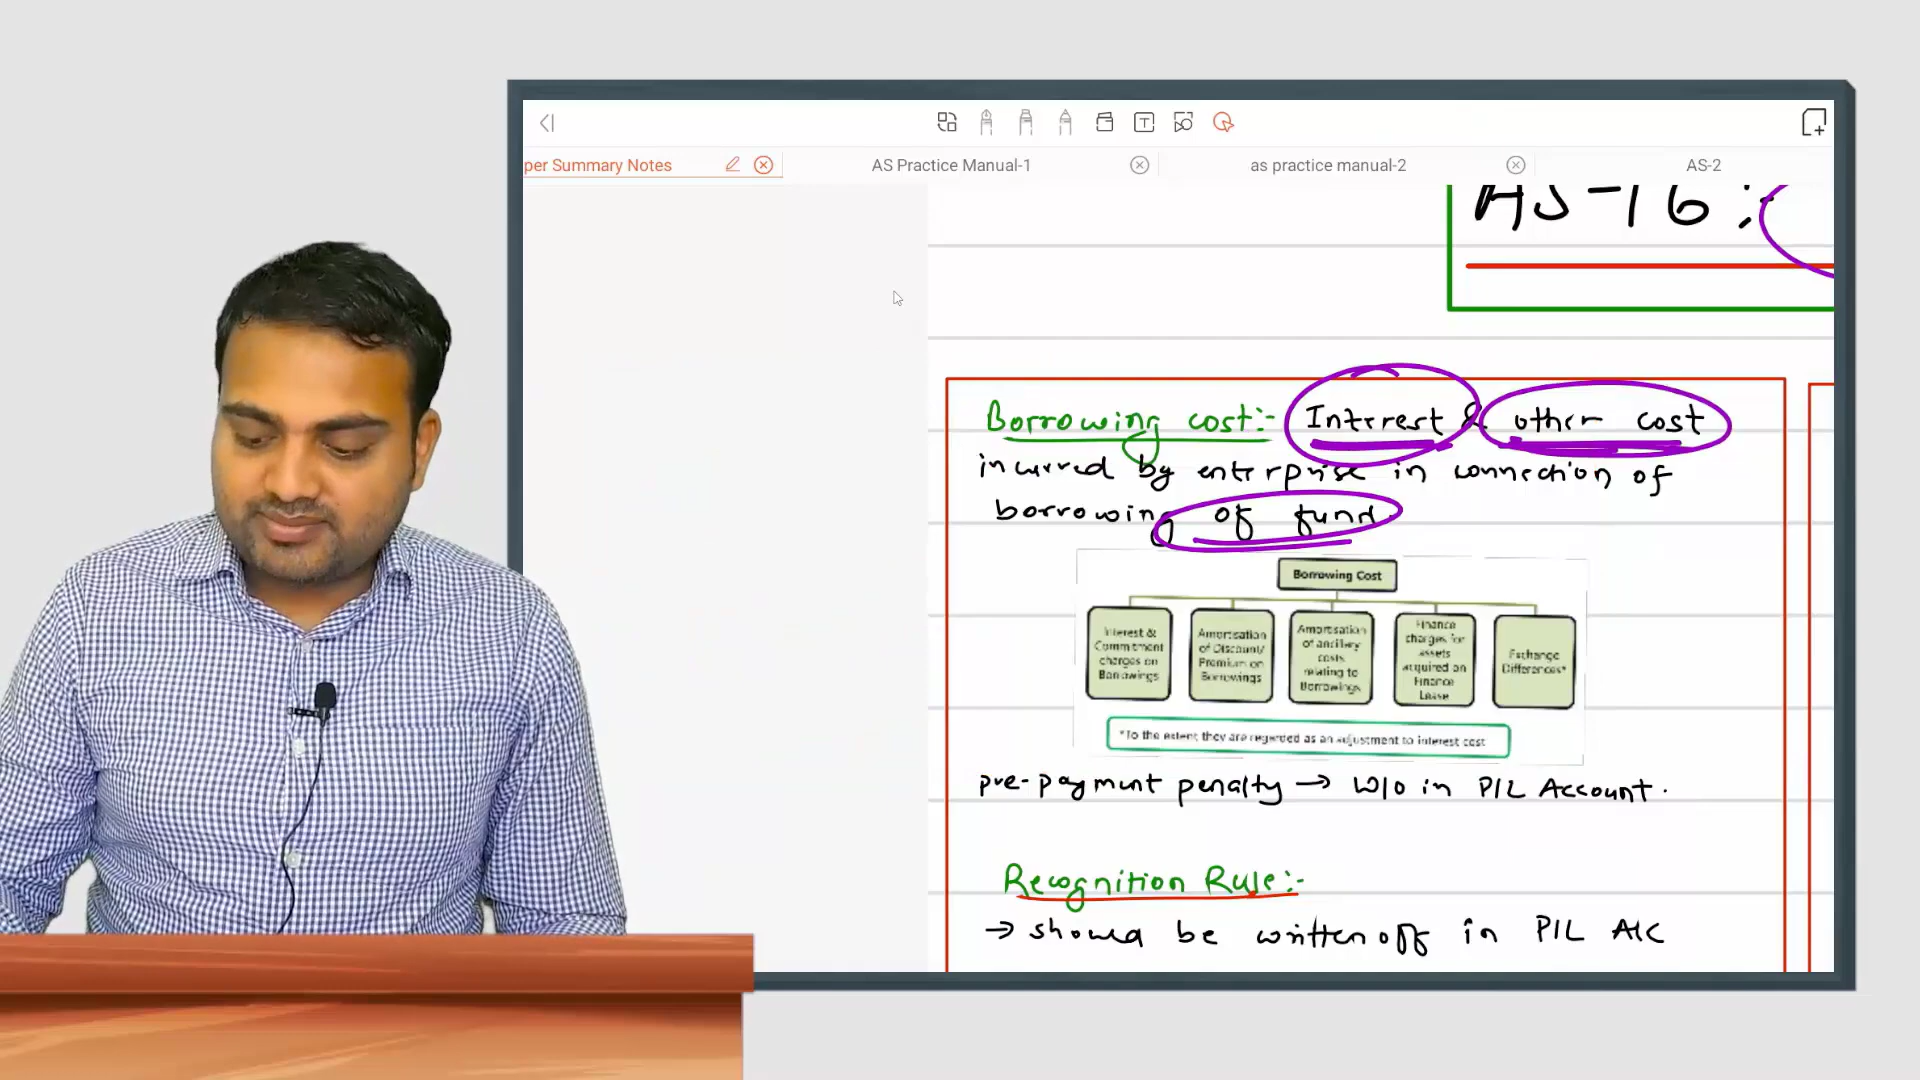 per Summary Notes
AS Practice Manual-1
as practice manual-2
AS-2
AS-16 :-
Borrowing cost:- Interest & other cost
incurred by enterprise in connection of
borrowing of fund.
Borrowing Cost
Interest &
Commitment
charges on
Borrowings
Amortisation
of Discount/
Premium on
Borrowings
Amortisation
of ancillary
costs
relating to
Borrowings
Finance
charges for
assets
acquired on
Finance
Lease
Exchange
Differences*
*To the extent they are regarded as an adjustment to interest cost
pre-payment penalty → W/O in P/L Account.
Recognition Rule:-
→ should be written off in P/L A/C